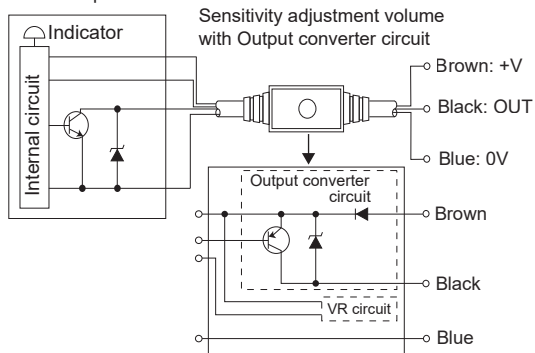 Sensitivity adjustment volume
with Output converter circuit
Indicator
Internal circuit
Brown: +V
Black: OUT
Blue: 0V
Output converter
circuit
Brown
Black
VR circuit
Blue